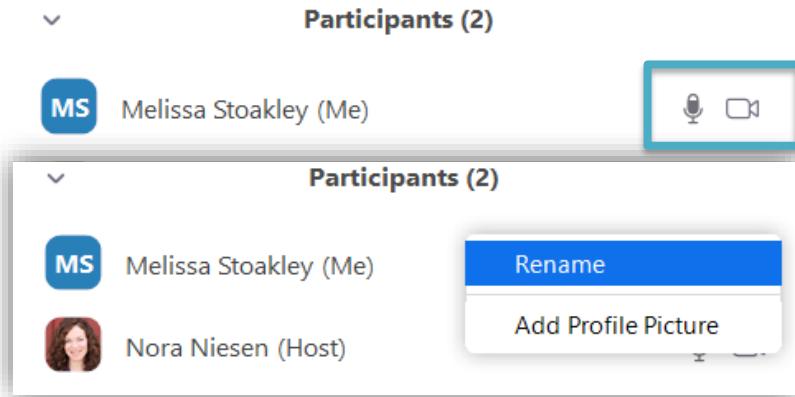 Participants (2)
MS Melissa Stoakley (Me)
Participants (2)
MS Melissa Stoakley (Me) Rename
Add Profile Picture
Nora Niesen (Host)